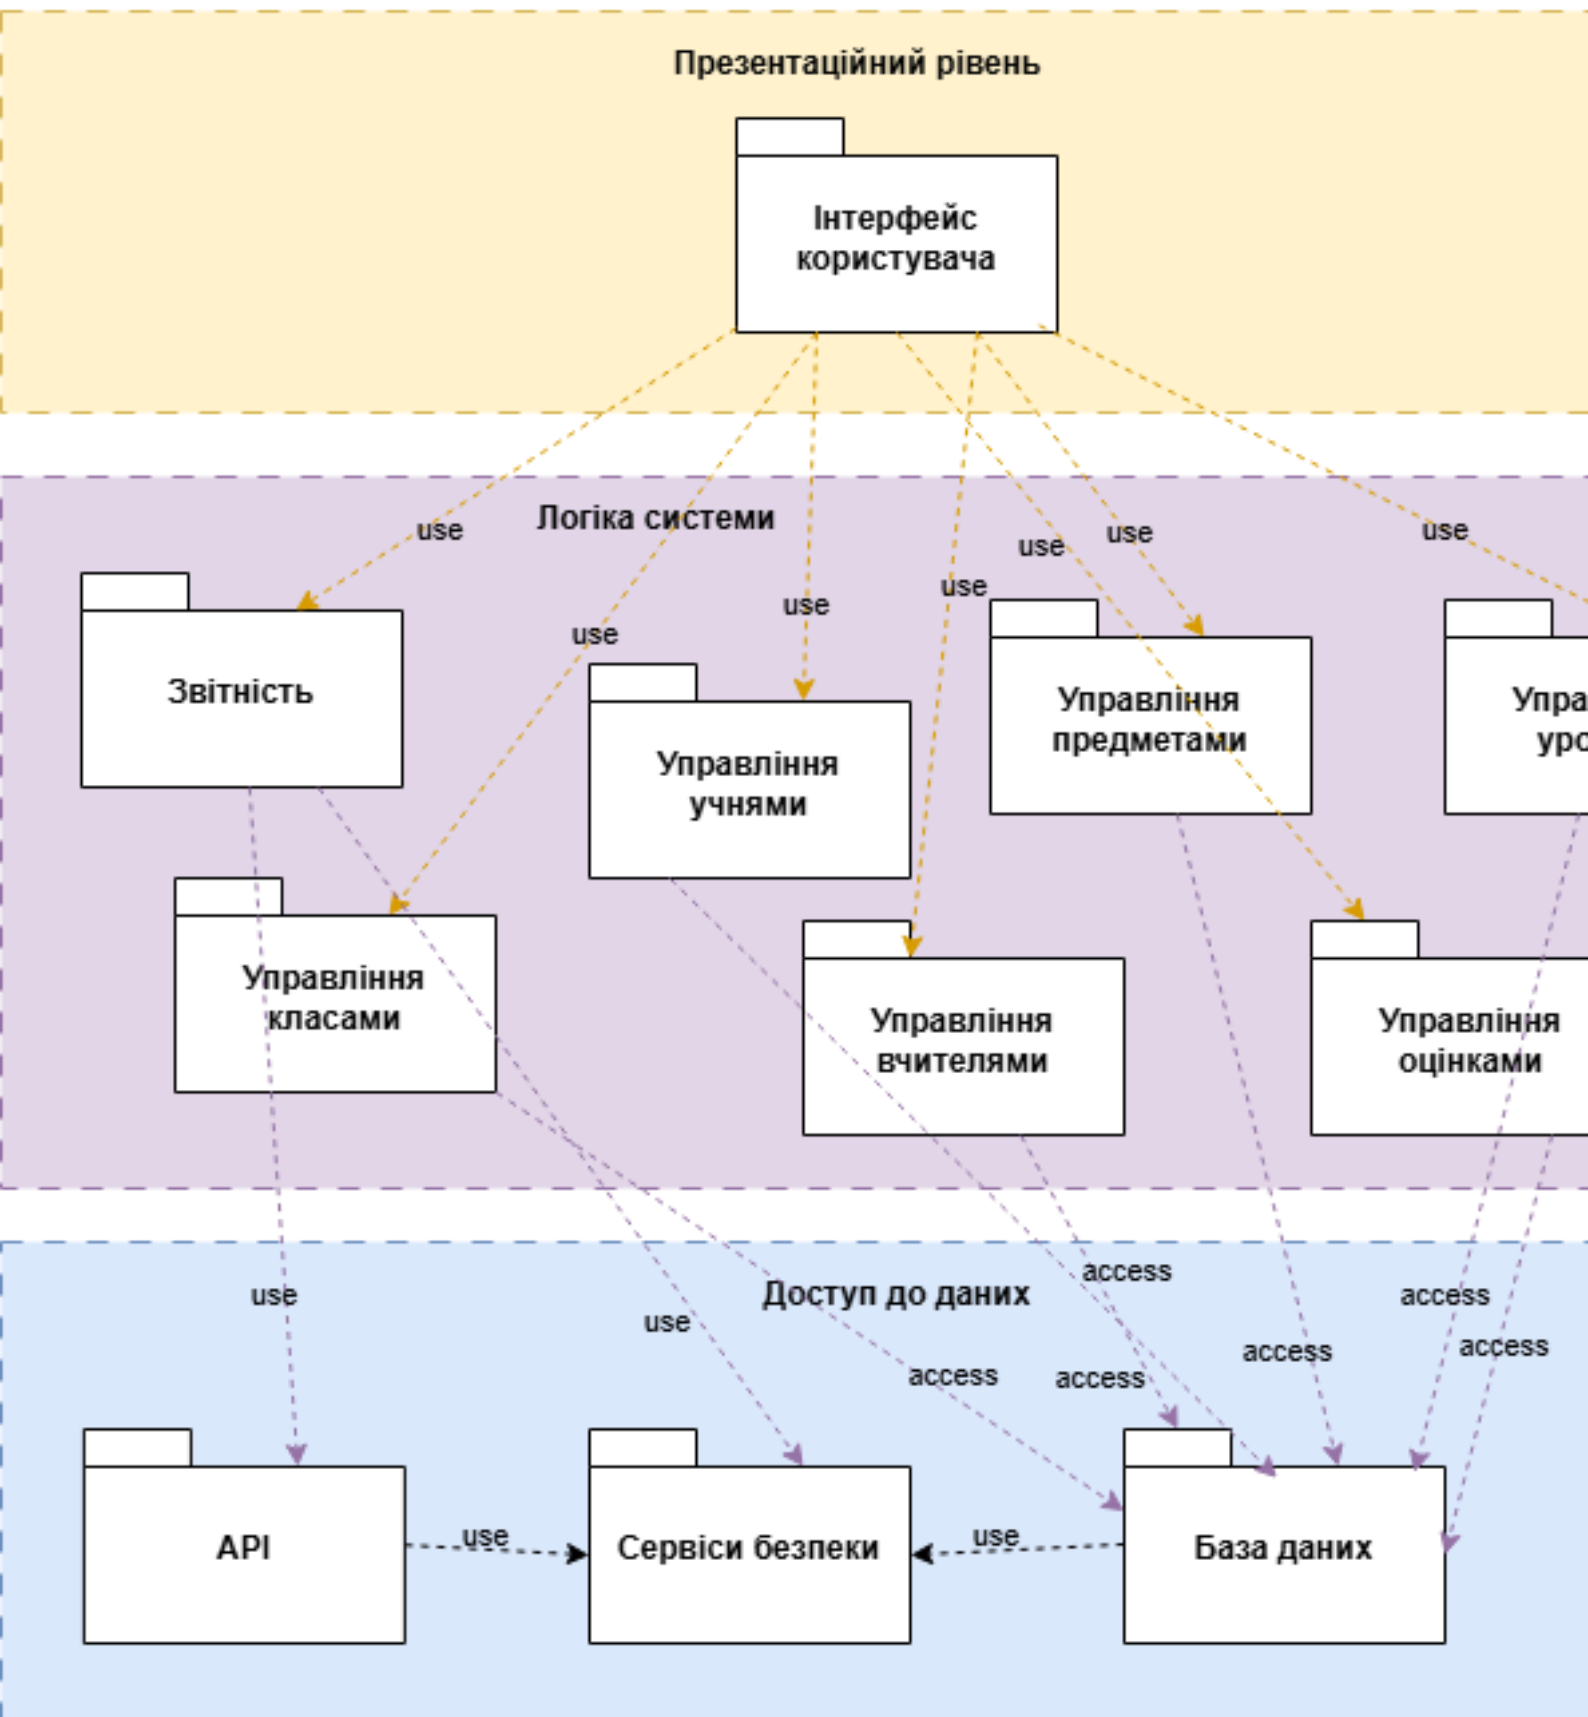 Презентаційний рівень
Інтерфейс
користувача
Логіка системи
use
use
use
use
use
use
use
Звітність
Управління
учнями
Управління
предметами
Упра
уро
Управління
класами
Управління
вчителями
Управління
оцінками
Доступ до даних
use
use
access
access
access
access
access
access
API
use
Сервіси безпеки
use
База даних